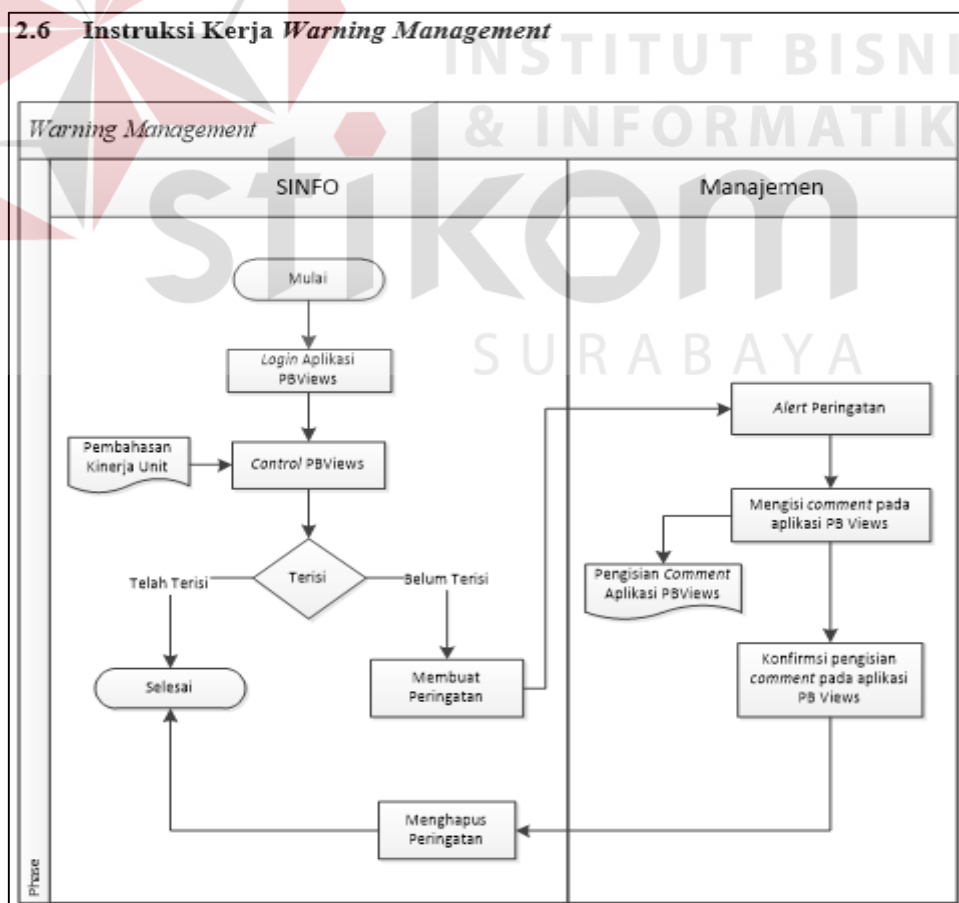 2.6 Instruksi Kerja Warning Management
INSTITUT BISNI
& INFORMATIK
stikom
SURABAYA
Warning Management
SINFO
Manajemen
Mulai
Login Aplikasi
PBViews
Pembahasan
Kinerja Unit
Control PBViews
Terisi
Telah Terisi
Belum Terisi
Selesai
Membuat
Peringatan
Menghapus
Peringatan
Alert Peringatan
Mengisi comment pada
aplikasi PB Views
Pengisian Comment
Aplikasi PBViews
Konfirmsi pengisian
comment pada aplikasi
PB Views
Phase